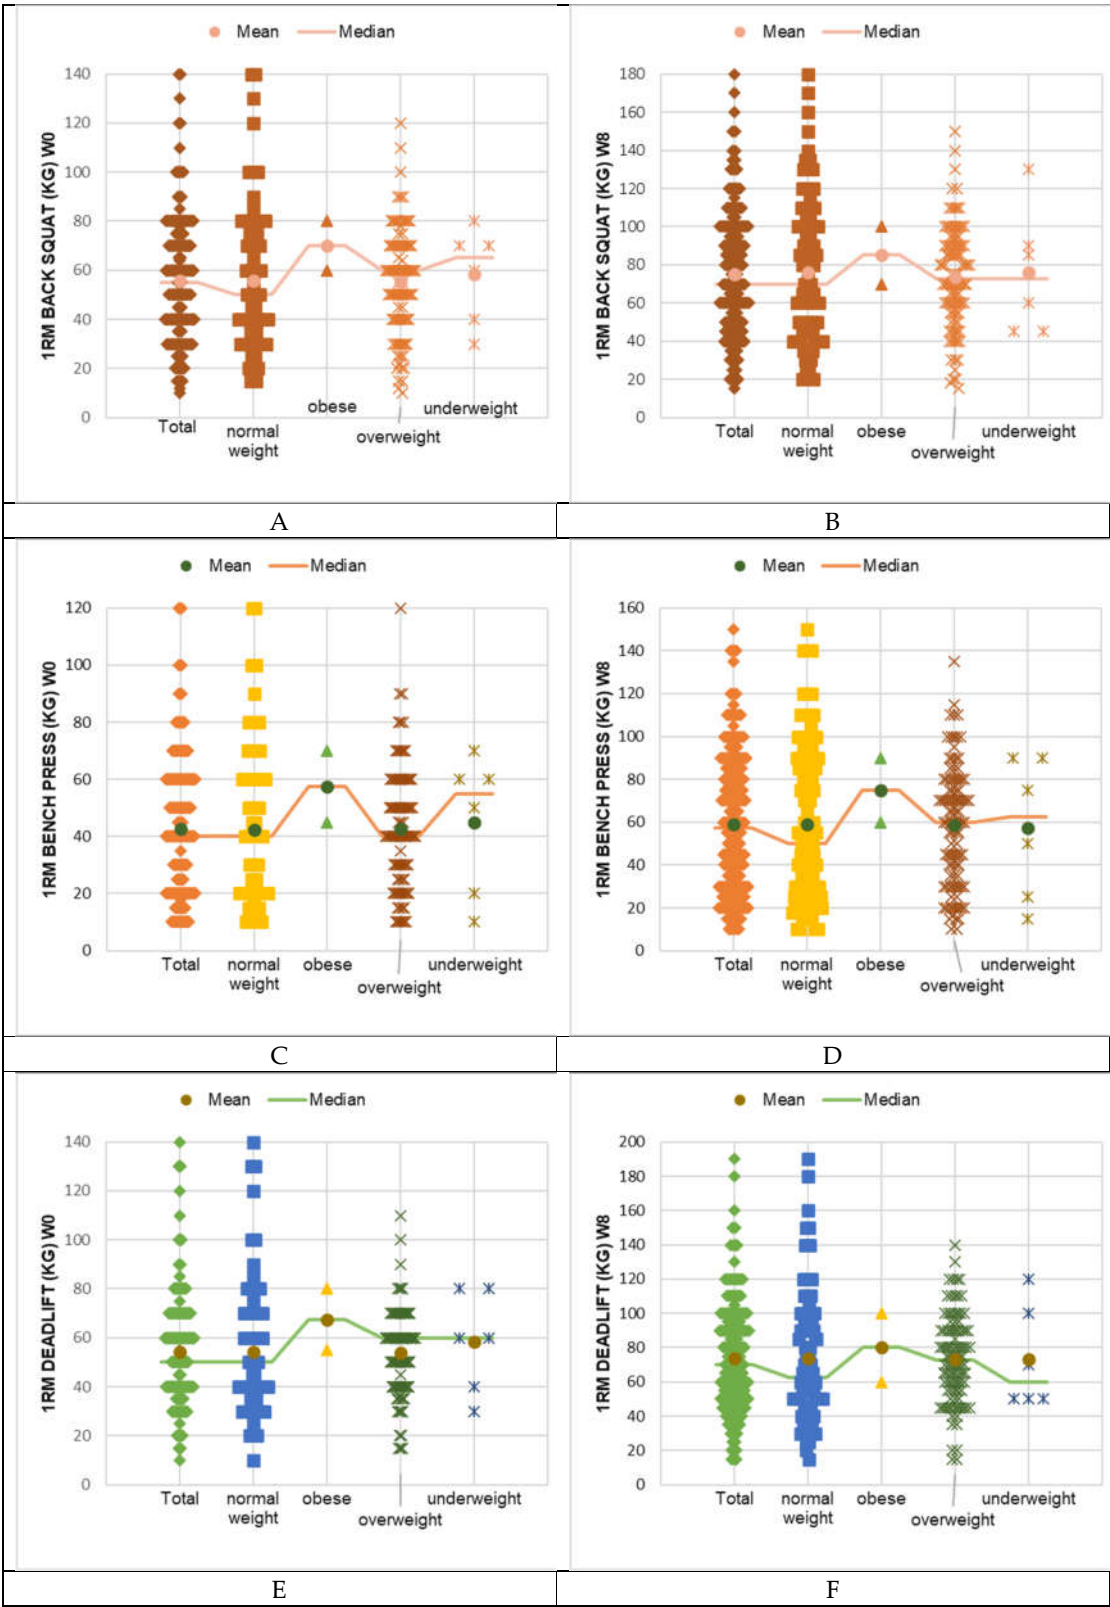 Mean Median
1RM BACK SQUAT (KG) W0
140
120
100
80
60
40
20
0
Total
normal
weight
obese
overweight
underweight
A
Mean Median
1RM BACK SQUAT (KG) W8
180
160
140
120
100
80
60
40
20
0
Total
normal
weight
obese
overweight
underweight
B
Mean Median
1RM BENCH PRESS (KG) W0
120
100
80
60
40
20
0
Total
normal
weight
obese
overweight
underweight
C
Mean Median
1RM BENCH PRESS (KG) W8
160
140
120
100
80
60
40
20
0
Total
normal
weight
obese
overweight
underweight
D
Mean Median
1RM DEADLIFT (KG) W0
140
120
100
80
60
40
20
0
Total
normal
weight
obese
overweight
underweight
E
Mean Median
1RM DEADLIFT (KG) W8
200
180
160
140
120
100
80
60
40
20
0
Total
normal
weight
obese
overweight
underweight
F